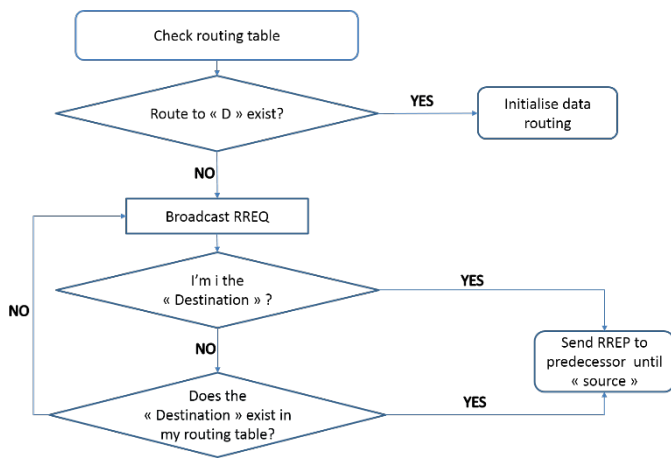 Check routing table
Route to « D » exist?
YES
Initialise data
routing
NO
Broadcast RREQ
I'm i the
« Destination » ?
YES
NO
NO
Send RREP to
predecessor until
« source »
Does the
« Destination » exist in
my routing table?
YES